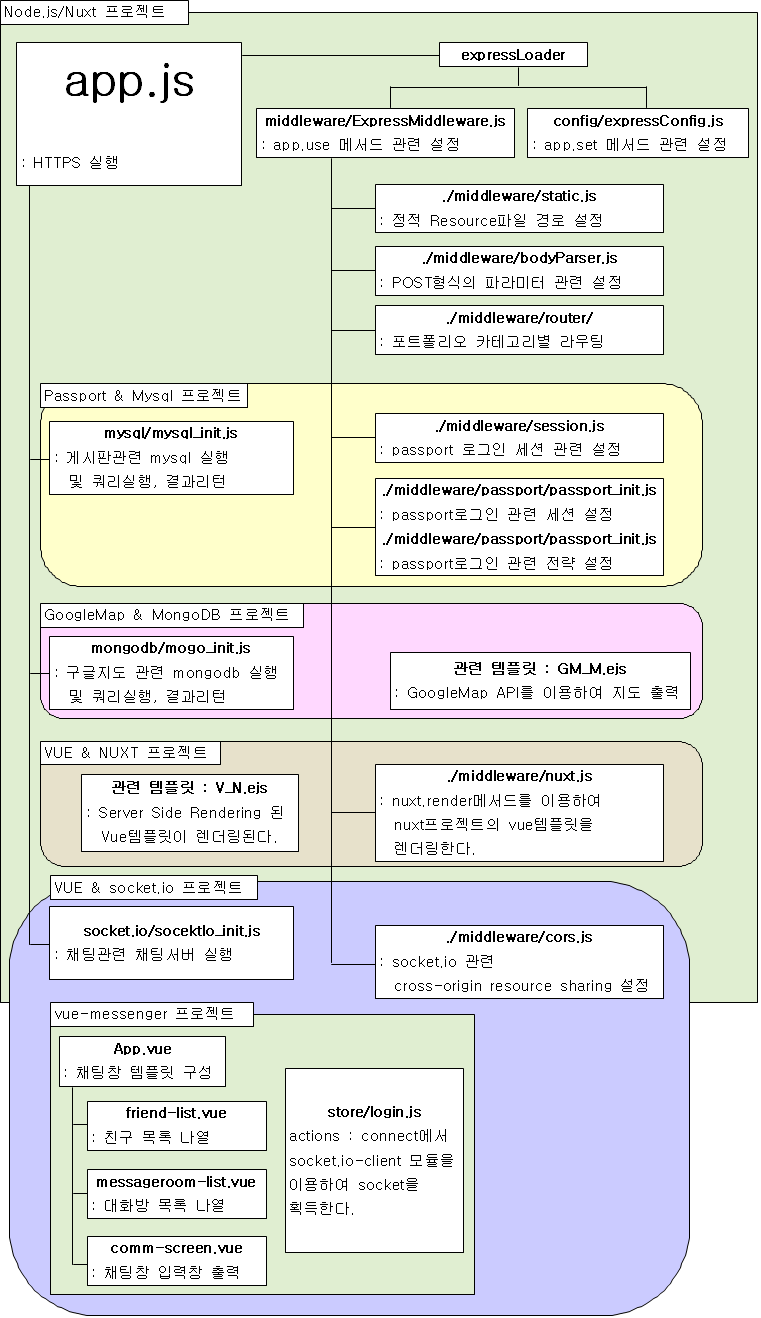 Node.js/Nuxt 프로젝트
app.js
: HTTPS 실행
expressLoader
middleware/ExpressMiddleware.js
: app.use 메서드 관련 설정
config/expressConfig.js
: app.set 메서드 관련 설정
./middleware/static.js
: 정적 Resource파일 경로 설정
./middleware/bodyParser.js
: POST형식의 파라미터 관련 설정
./middleware/router/
: 포트폴리오 카테고리별 라우팅
Passport & Mysql 프로젝트
mysql/mysql_init.js
: 게시판관련 mysql 실행
및 쿼리실행, 결과리턴
./middleware/session.js
: passport 로그인 세션 관련 설정
./middleware/passport/passport_init.js
: passport로그인 관련 세션 설정
./middleware/passport/passport_init.js
: passport로그인 관련 전략 설정
GoogleMap & MongoDB 프로젝트
mongodb/mogo_init.js
: 구글지도 관련 mongodb 실행
및 쿼리실행, 결과리턴
관련 템플릿 : GM_M.ejs
: GoogleMap API를 이용하여 지도 출력
VUE & NUXT 프로젝트
관련 템플릿 : V_N.ejs
: Server Side Rendering 된
Vue템플릿이 렌더링된다.
./middleware/nuxt.js
: nuxt.render메서드를 이용하여
nuxt프로젝트의 vue템플릿을
렌더링한다.
VUE & socket.io 프로젝트
socket.io/socektIo_init.js
: 채팅관련 채팅서버 실행
./middleware/cors.js
: socket.io 관련
cross-origin resource sharing 설정
vue-messenger 프로젝트
App.vue
: 채팅창 템플릿 구성
friend-list.vue
: 친구 목록 나열
messageroom-list.vue
: 대화방 목록 나열
comm-screen.vue
: 채팅창 입력창 출력
store/login.js
actions : connect에서
socket.io-client 모듈을
이용하여 socket을
획득한다.